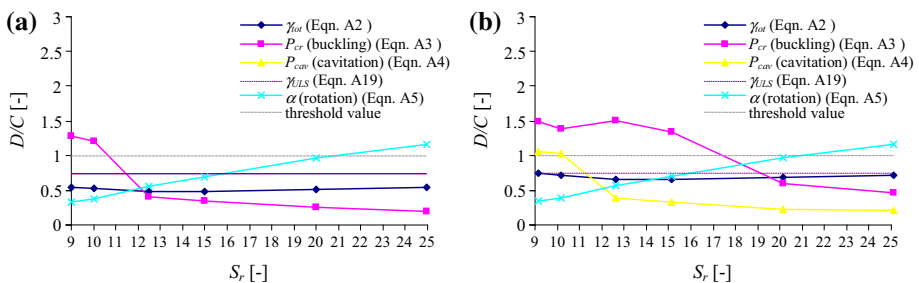 (a)
3
2.5
2
1.5
1
0.5
0
D/C [-]
γtot (Eqn. A2 )
Pcr (buckling) (Eqn. A3 )
Pcav (cavitation) (Eqn. A4)
γULS (Eqn. A19)
α (rotation) (Eqn. A5)
threshold value
9 10 11 12 13 14 15 16 17 18 19 20 21 22 23 24 25
Sr [-]
(b)
3
2.5
2
1.5
1
0.5
0
D/C [-]
γtot (Eqn. A2 )
Pcr (buckling) (Eqn. A3 )
Pcav (cavitation) (Eqn. A4)
γULS (Eqn. A19)
α (rotation) (Eqn. A5)
threshold value
9 10 11 12 13 14 15 16 17 18 19 20 21 22 23 24 25
Sr [-]